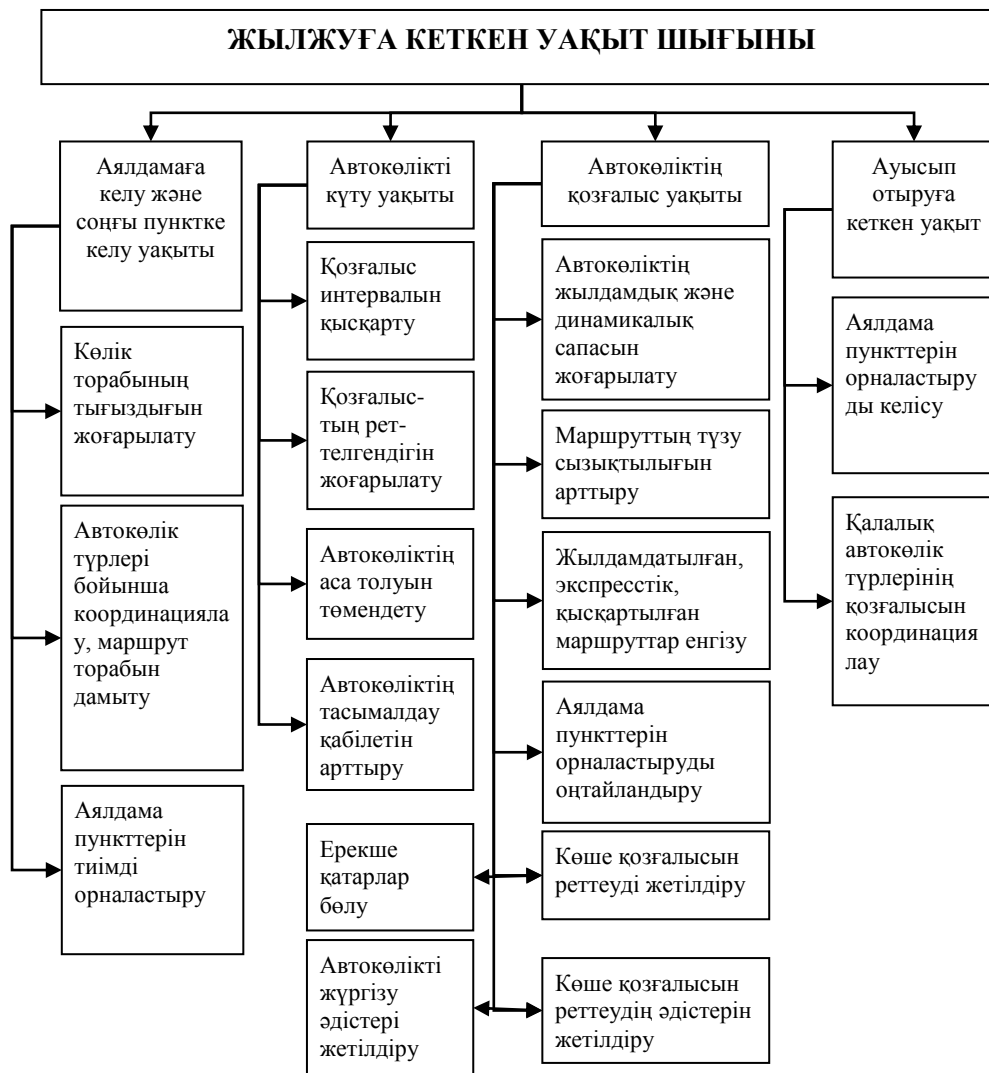 ЖЫЛЖУҒА КЕТКЕН УАҚЫТ ШЫҒЫНЫ
Аялдамаға
келу және
соңғы пунктке
келу уақыты
Көлік
торабының
тығыздығын
жоғарылату
Автокөлік
түрлері
бойынша
координациял
у, маршрут
торабын
дамыту
Аялдама
пункттерін
тиімді
орналастыру
Автокөлікті
күту уақыты
Қозғалыс
интервалын
қысқарту
Қозғалыс-
тың рет-
телгендігін
жоғарылату
Автокөліктің
аса толуын
төмендету
Автокөліктің
тасымалдау
қабілетін
арттыру
Автокөліктің
қозғалыс уақыты
Автокөліктің
жылдамдық және
динамикалық
сапасын
жоғарылату
Маршруттың түзу
сызықтылығын
арттыру
Жылдамдатылған,
экспресстік,
қысқартылған
маршруттар енгізу
Аялдама
пункттерін
орналастыруды
оңтайландыру
Ерекше
қатарлар
бөлу
Көше қозғалысын
реттеуді жетілдіру
Автокөлікті
жүргізу
әдістері
жетілдіру
Көше қозғалысын
реттеудің әдістерін
жетілдіру
Ауысып
отыруға
кеткен уақыт
Аялдама
пункттерін
орналастыру
ды келісу
Қалалық
автокөлік
түрлерінің
қозғалысын
координация
лау